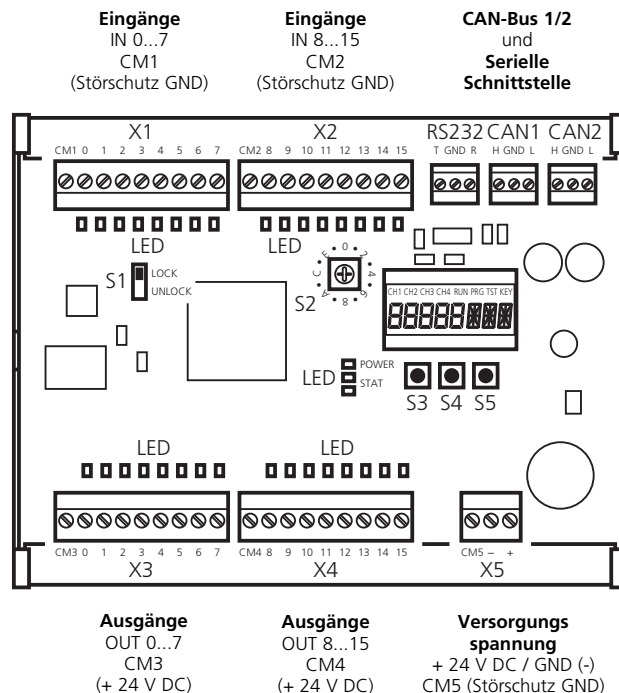 Eingänge
IN 0...7
CM1
(Störschutz GND)
Eingänge
IN 8...15
CM2
(Störschutz GND)
CAN-Bus 1/2
und
Serielle
Schnittstelle
X1
X2
RS232 CAN1 CAN2
CM1 0 1 2 3 4 5 6 7
CM2 8 9 10 11 12 13 14 15
T GND R
H GND L
H GND L
LED
LED
S1
LOCK
UNLOCK
S2
0 2 4 6 8 A C E
CH1 CH2 CH3 CH4 RUN PRG TST KEY
LED
POWER
STAT
S3 S4 S5
LED
LED
CM3 0 1 2 3 4 5 6 7
CM4 8 9 10 11 12 13 14 15
CM5 – +
X3
X4
X5
Ausgänge
OUT 0...7
CM3
(+ 24 V DC)
Ausgänge
OUT 8...15
CM4
(+ 24 V DC)
Versorgungs
spannung
+ 24 V DC / GND (-)
CM5 (Störschutz GND)